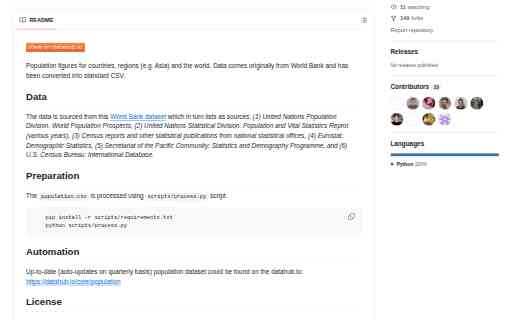 README
view on datahub.io
Population figures for countries, regions (e.g. Asia) and the world. Data comes originally from World Bank and has
been converted into standard CSV.
Data
The data is sourced from this World Bank dataset which in turn lists as sources: (1) United Nations Population
Division. World Population Prospects, (2) United Nations Statistical Division. Population and Vital Statistics Reprot
(various years), (3) Census reports and other statistical publications from national statistical offices, (4) Eurostat:
Demographic Statistics, (5) Secretariat of the Pacific Community: Statistics and Demography Programme, and (6)
U.S. Census Bureau: International Database.
Preparation
The population.csv is processed using scripts/process.py script.
pip install -r scripts/requirements.txt
python scripts/process.py
Automation
Up-to-date (auto-updates on quarterly basis) population dataset could be found on the datahub.io:
https://datahub.io/core/population
License
11 watching
149 forks
Report repository
Releases
No releases published
Contributors
Languages
Python 100%